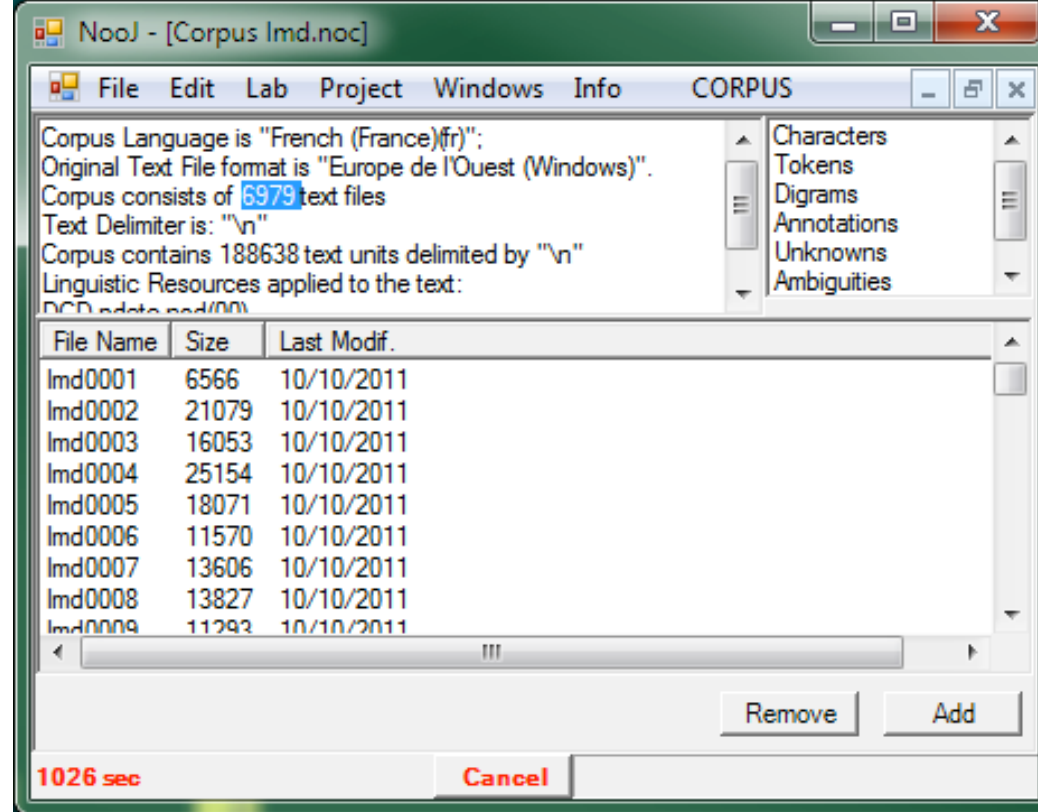 NooJ - [Corpus lmd.noc]
File Edit Lab Project Windows Info CORPUS
Corpus Language is "French (France)(fr)";
Original Text File format is "Europe de l'Ouest (Windows)".
Corpus consists of 6979 text files
Text Delimiter is: "\n"
Corpus contains 188638 text units delimited by "\n"
Linguistic Resources applied to the text:
Characters
Tokens
Digrams
Annotations
Unknowns
Ambiguities
File Name Size Last Modif.
lmd0001 6566 10/10/2011
lmd0002 21079 10/10/2011
lmd0003 16053 10/10/2011
lmd0004 25154 10/10/2011
lmd0005 18071 10/10/2011
lmd0006 11570 10/10/2011
lmd0007 13606 10/10/2011
lmd0008 13827 10/10/2011
lmd0009 11293 10/10/2011
Remove Add
1026 sec Cancel